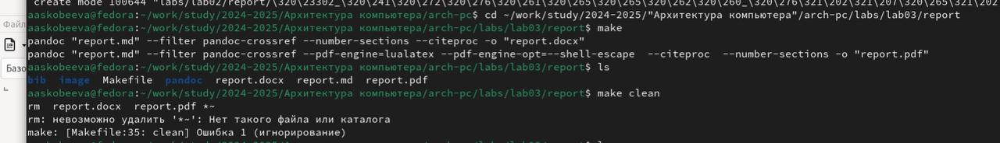 create mode 100644 "labs/lab02/report/\320\23302_\320\241\320\272\320\276\320\261\320\265\320\265\320\262\320\260_\320\276\321\202\321\207\320\265\321\202
aaskobeeva@fedora:~/work/study/2024-2025/Архитектура компьютера/arch-pc$ cd ~/work/study/2024-2025/"Архитектура компьютера"/arch-pc/labs/lab03/report
Файл
aaskobeeva@fedora:~/work/study/2024-2025/Архитектура компьютера/arch-pc/labs/lab03/report$ make
pandoc "report.md" --filter pandoc-crossref --number-sections --citeproc -o "report.docx"
pandoc "report.md" --filter pandoc-crossref --pdf-engine=lualatex --pdf-engine-opt=--shell-escape  --citeproc  --number-sections -o "report.pdf"
Базо
aaskobeeva@fedora:~/work/study/2024-2025/Архитектура компьютера/arch-pc/labs/lab03/report$ ls
bib  image  Makefile  pandoc  report.docx  report.md  report.pdf
aaskobeeva@fedora:~/work/study/2024-2025/Архитектура компьютера/arch-pc/labs/lab03/report$ make clean
rm  report.docx  report.pdf *~
rm: невозможно удалить '*~': Нет такого файла или каталога
make: [Makefile:35: clean] Ошибка 1 (игнорирование)